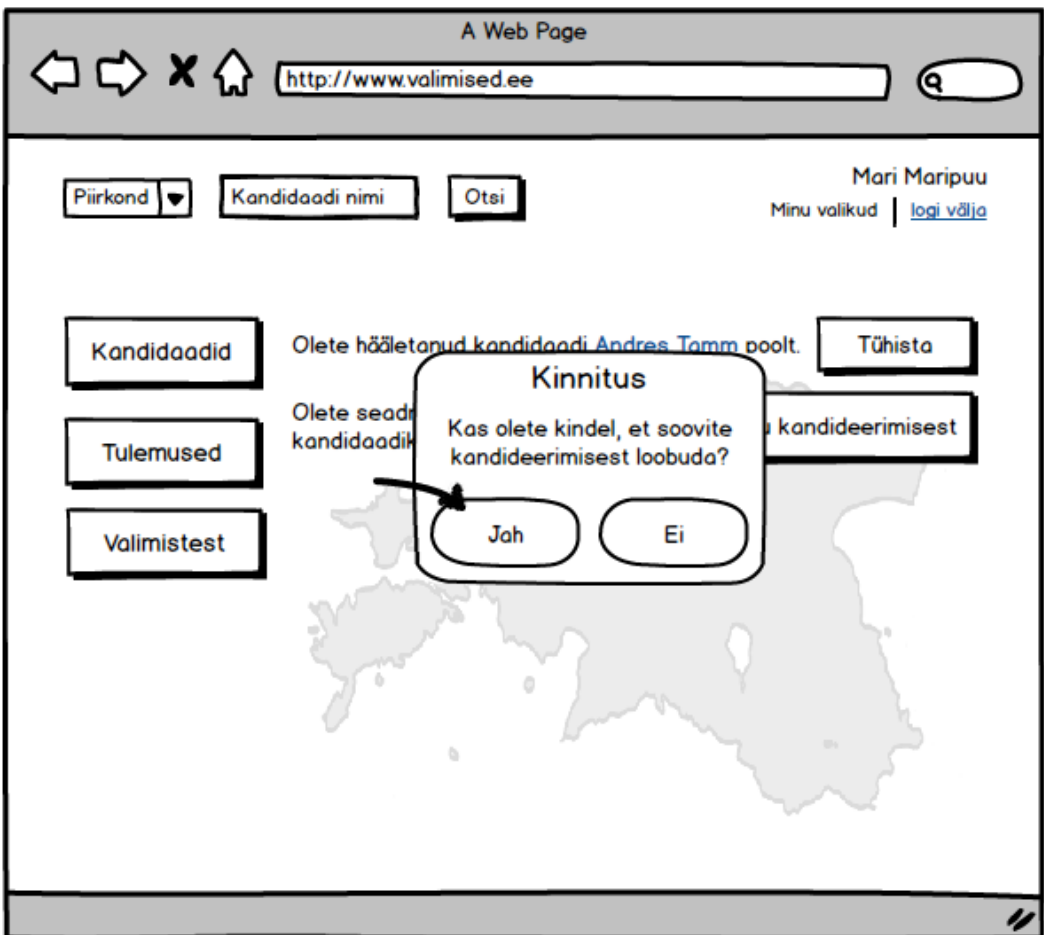 A Web Page
http://www.valimised.ee
Piirkond
Kandidaadi nimi
Otsi
Mari Maripuu
Minu valikud
logi välja
Kandidaadid
Olete hääletanud kandidaadi Andres Tamm poolt.
Tühista
Kinnitus
Olete
Kas olete kindel, et soovite
kandideerimisest loobuda?
kandideerimisest
Tulemused
Jah
Ei
Valimistest